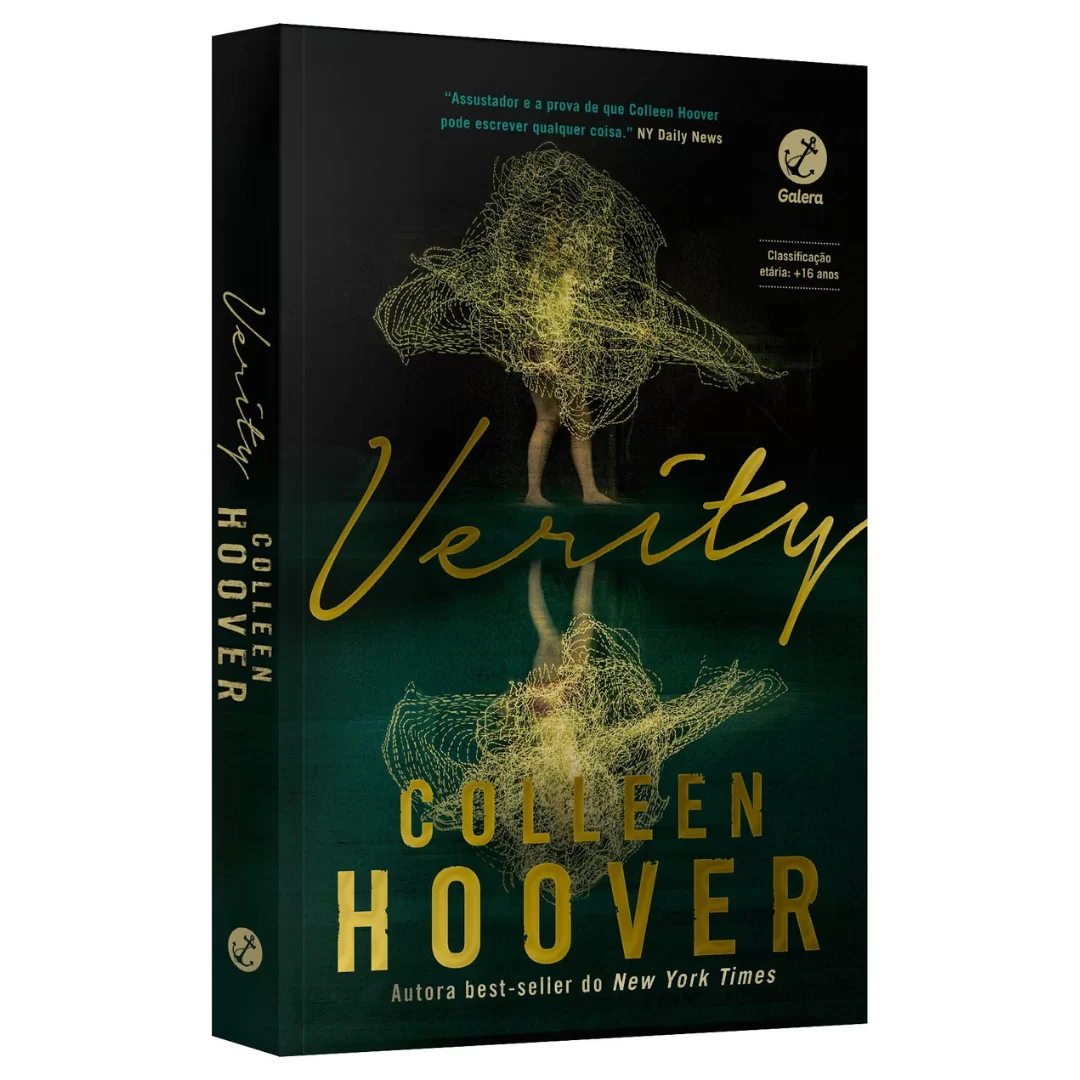 “Assustador e a prova de que Colleen Hoover
pode escrever qualquer coisa.” NY Daily News
Galera
Classificação
etária: +16 anos
Verity
COLLEEN
HOOVER
Autora best-seller do New York Times
Verity
COLLEEN
HOOVER